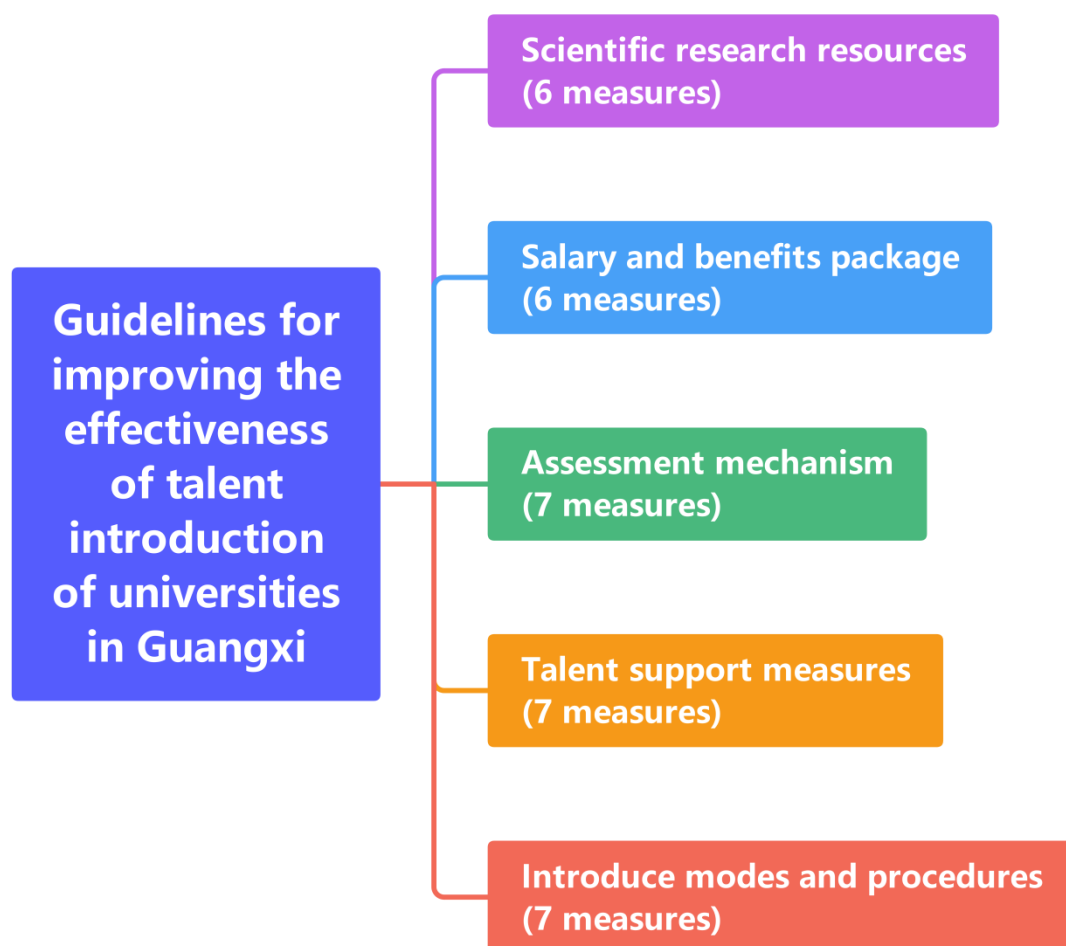 Guidelines for
improving the
effectiveness
of talent
introduction
of universities
in Guangxi
Scientific research resources
(6 measures)
Salary and benefits package
(6 measures)
Assessment mechanism
(7 measures)
Talent support measures
(7 measures)
Introduce modes and procedures
(7 measures)